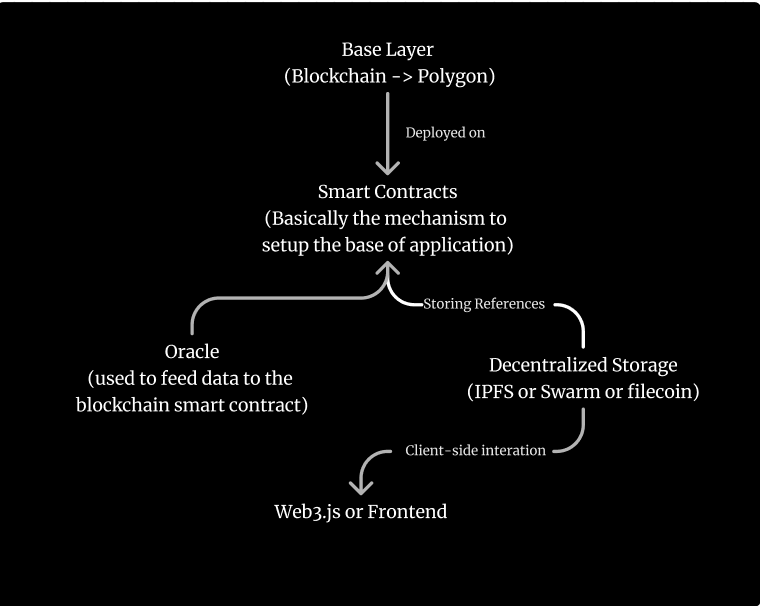 Base Layer
(Blockchain -> Polygon)
Deployed on
Smart Contracts
(Basically the mechanism to
setup the base of application)
Storing References
Oracle
(used to feed data to the
blockchain smart contract)
Decentralized Storage
(IPFS or Swarm or filecoin)
Client-side interation
Web3.js or Frontend